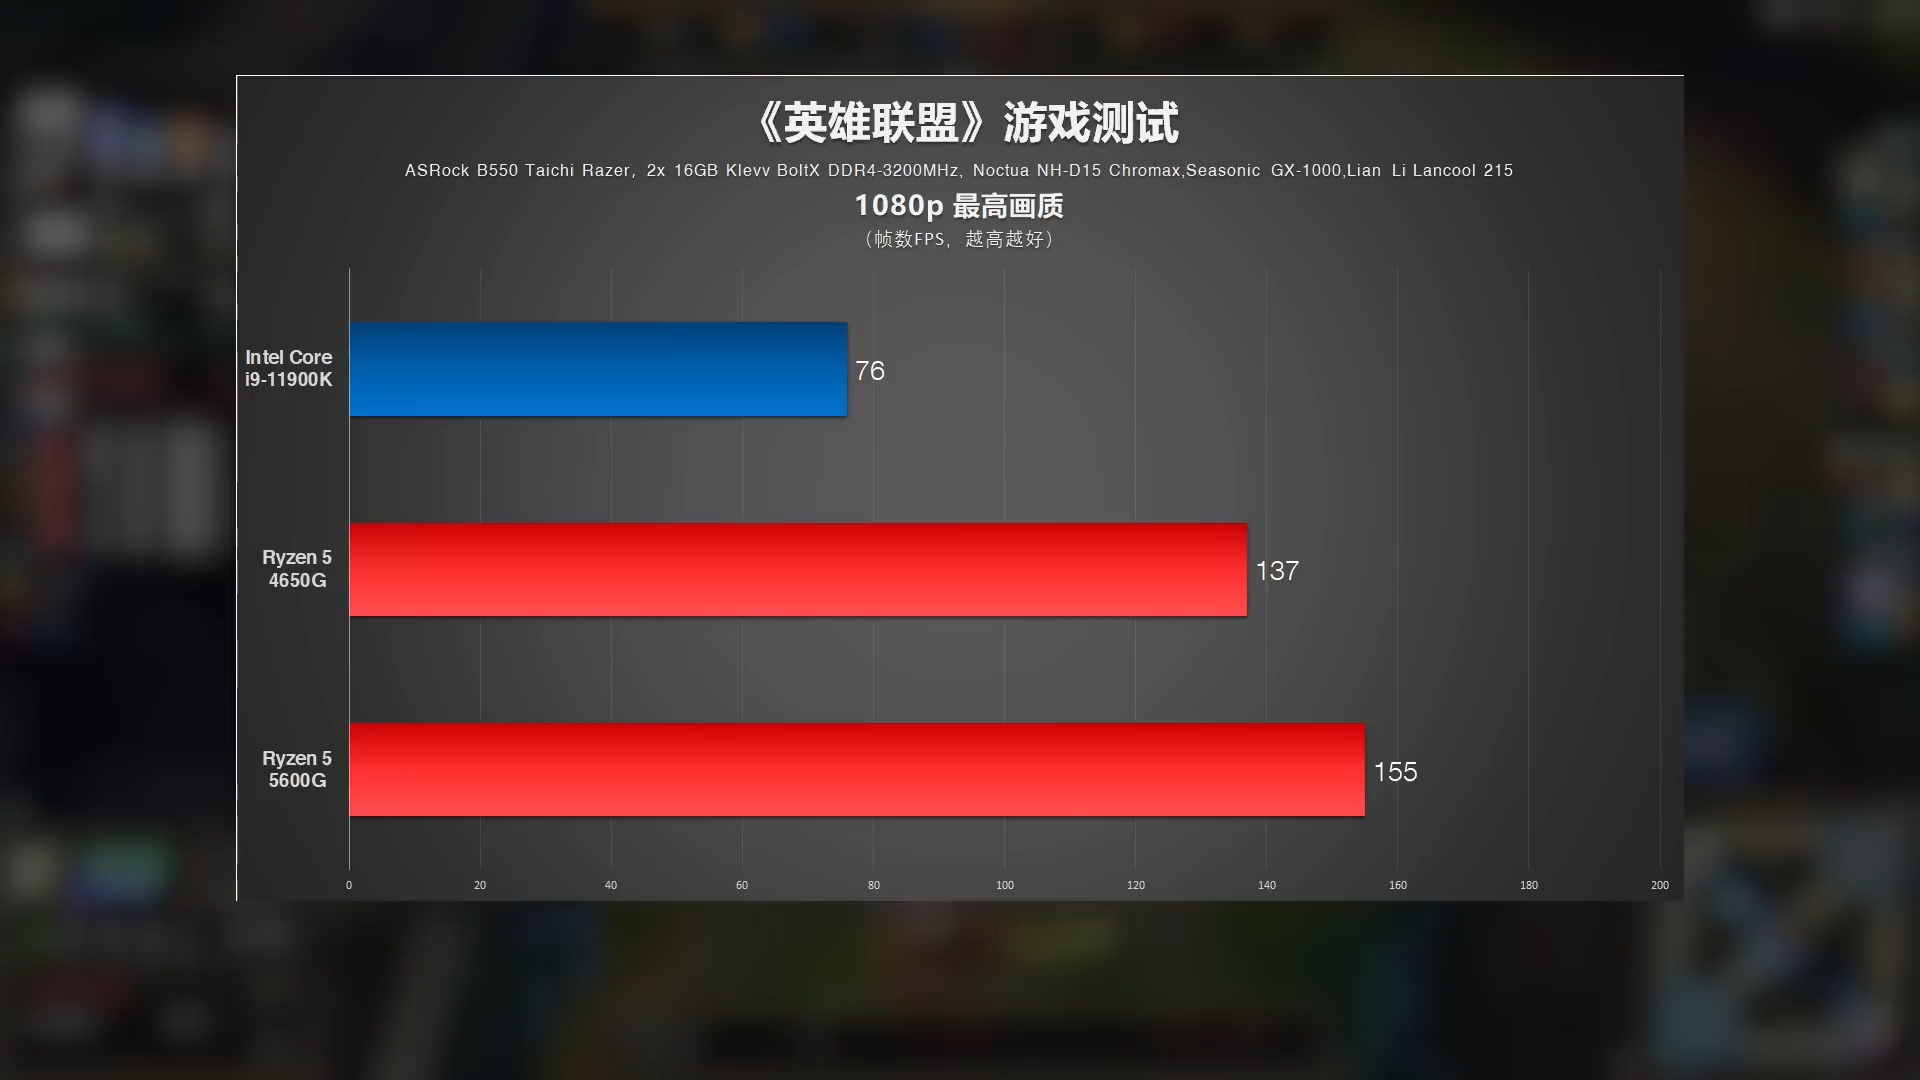 《英雄联盟》游戏测试
ASRock B550 Taichi Razer, 2x 16GB Klevv BoltX DDR4-3200MHz, Noctua NH-D15 Chromax,Seasonic GX-1000,Lian Li Lancool 215
1080p 最高画质
（帧数FPS，越高越好）
Intel Core
i9-11900K
76
Ryzen 5
4650G
137
Ryzen 5
5600G
155
0 20 40 60 80 100 120 140 160 180 200